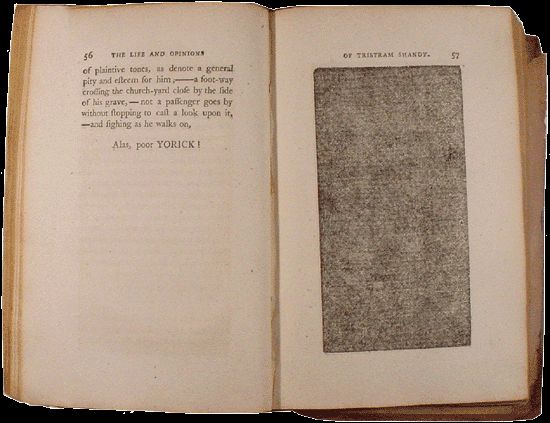 56 THE LIFE AND OPINIONS
of plaintive tones, as denote a general
pity and eſteem for him,——a foot-way
croſſing the church-yard cloſe by the ſide
of his grave,—not a paſſenger goes by
without ſtopping to caſt a look upon it,
—and ſighing as he walks on,
Alas, poor YORICK!
OF TRISTRAM SHANDY. 57